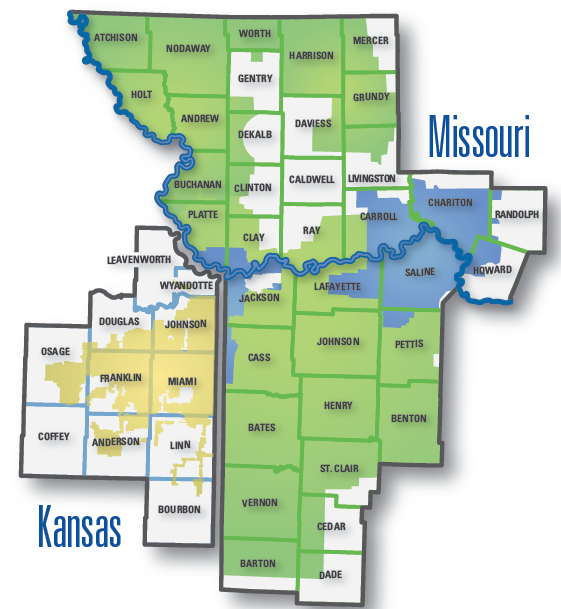 ATCHISON
NODAWAY
WORTH
HARRISON
MERCER
GENTRY
HOLT
GRUNDY
ANDREW
DEKALB
DAVIESS
Missouri
BUCHANAN
CLINTON
CALDWELL
LIVINGSTON
CHARITON
PLATTE
CARROLL
RANDOLPH
CLAY
RAY
LEAVENWORTH
SALINE
HOWARD
WYANDOTTE
JACKSON
LAFAYETTE
DOUGLAS
JOHNSON
OSAGE
JOHNSON
PETTIS
CASS
FRANKLIN
MIAMI
HENRY
BENTON
COFFEY
ANDERSON
LINN
BATES
ST. CLAIR
VERNON
BOURBON
CEDAR
Kansas
BARTON
DADE